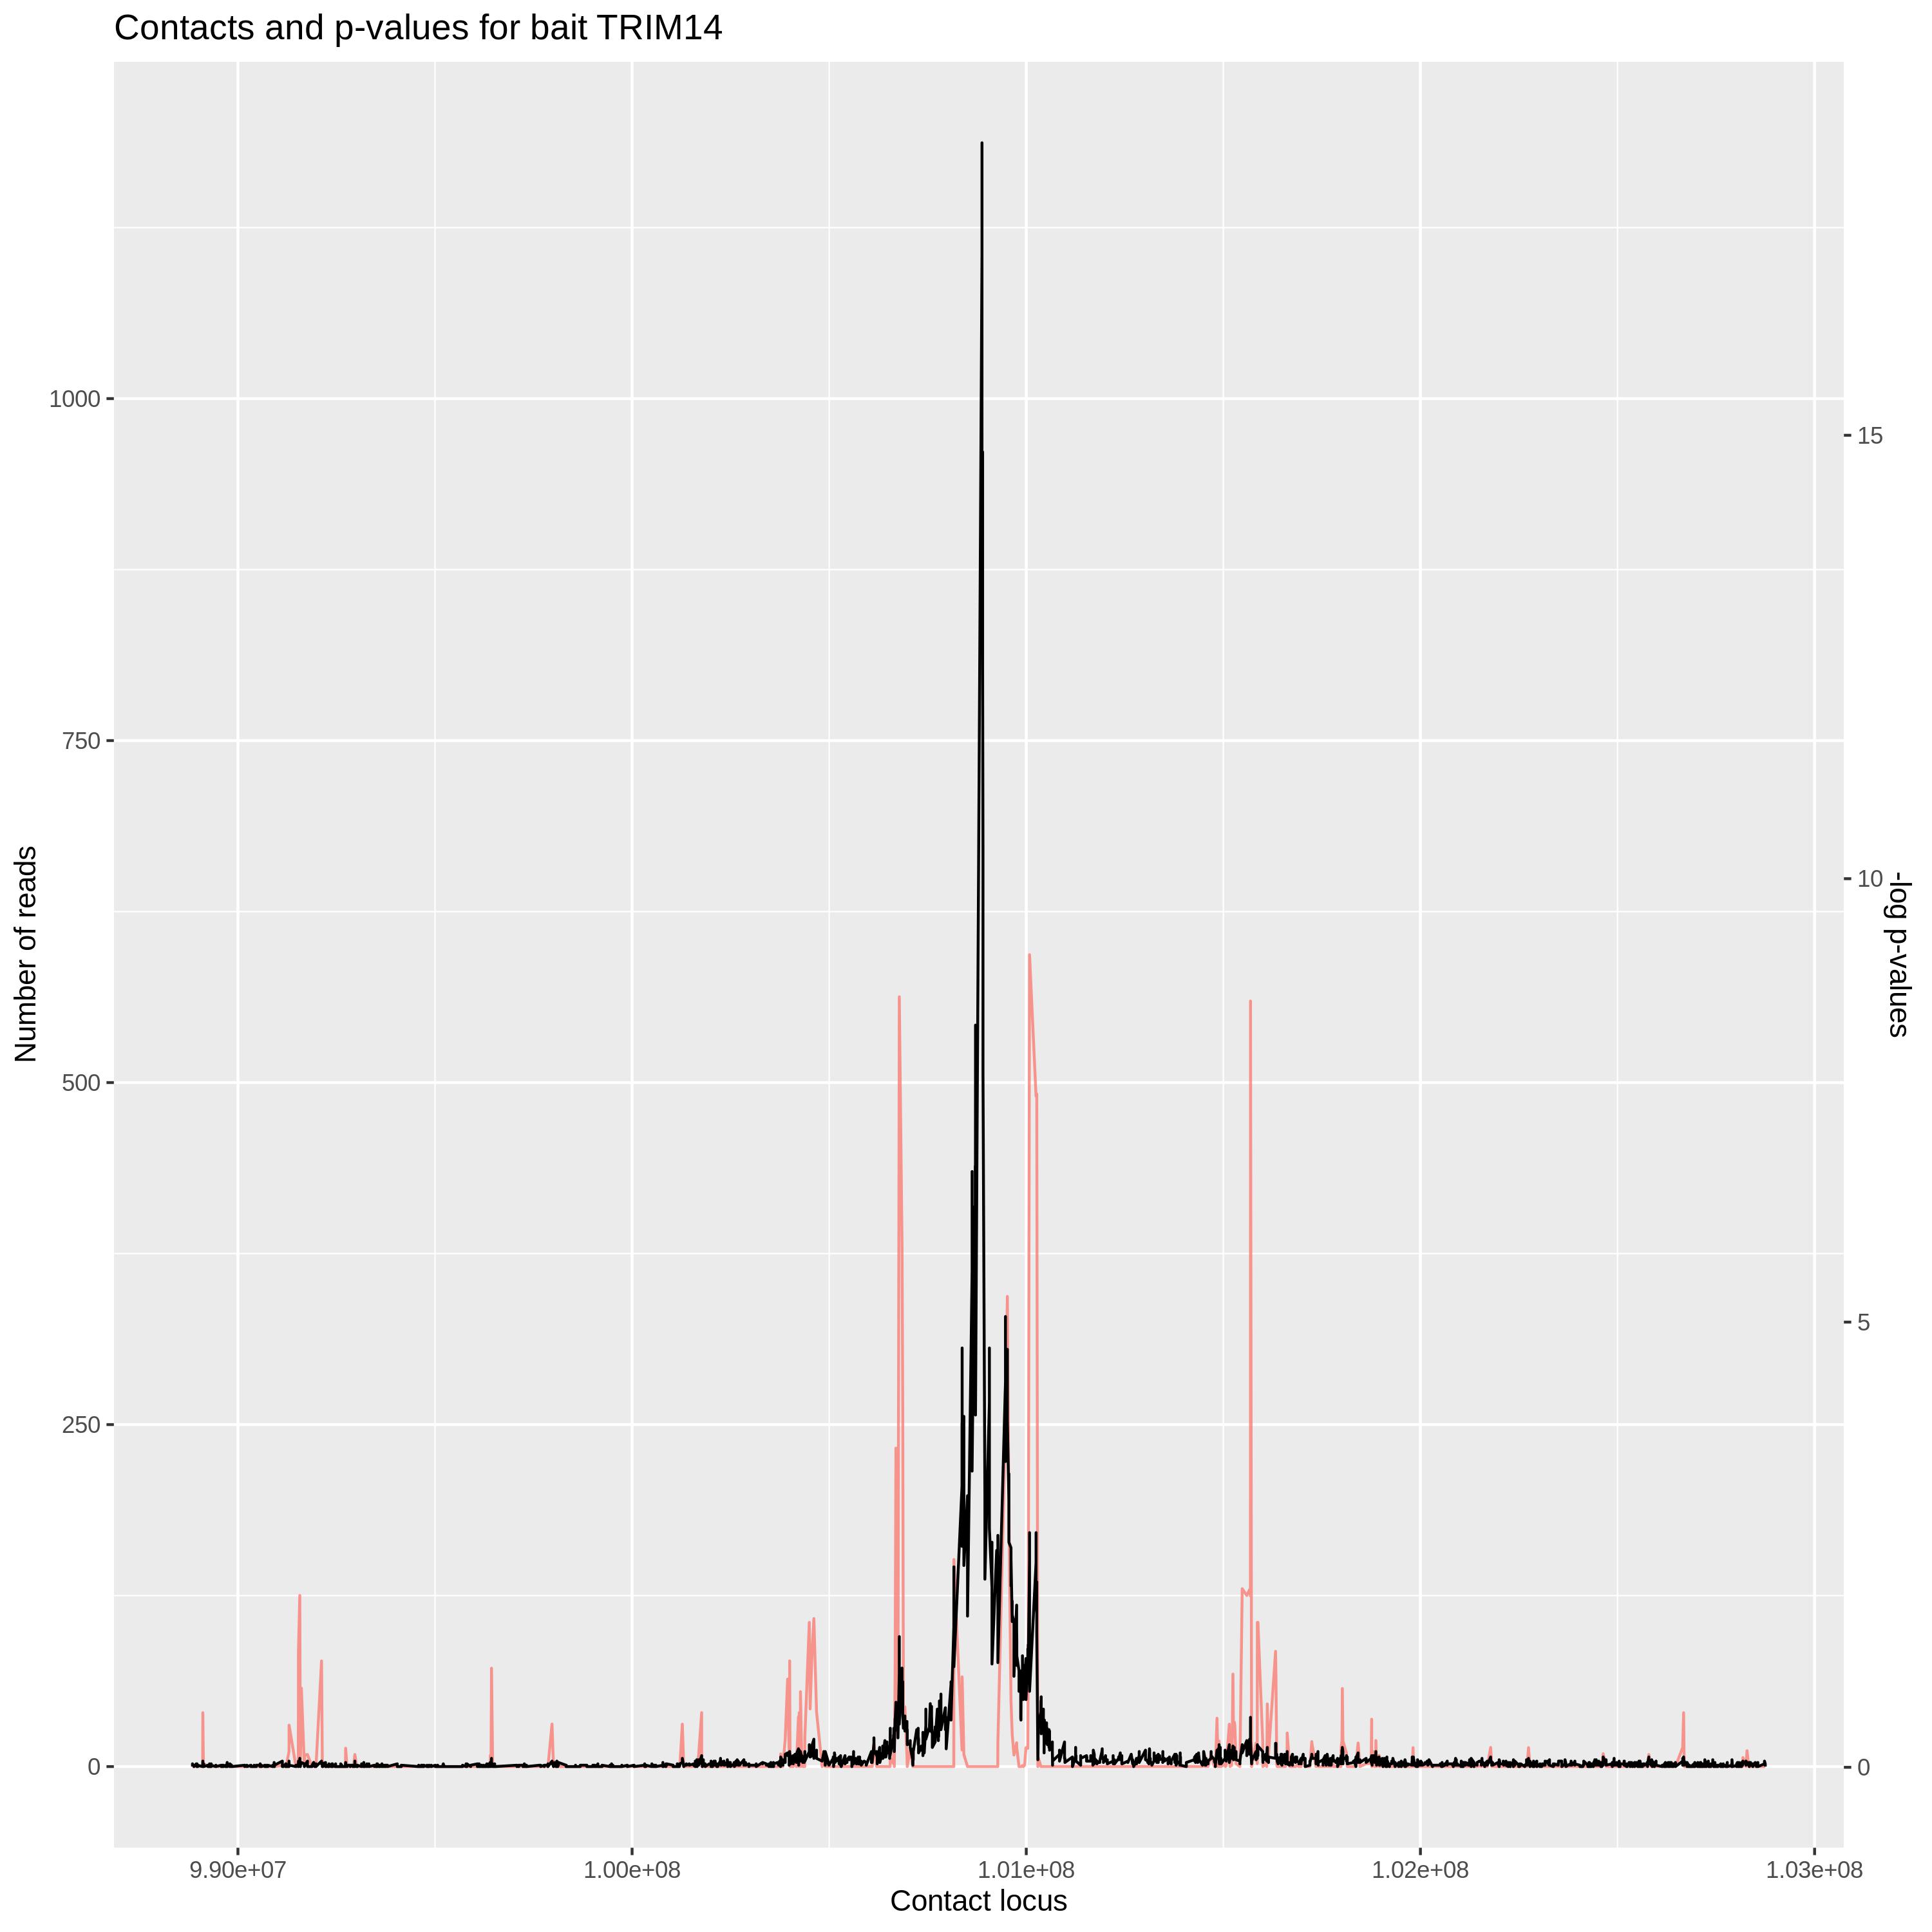 Contacts and p-values for bait TRIM14
Number of reads
1000
750
500
250
0
15
10
5
0
-log p-values
9.90e+07
1.00e+08
1.01e+08
1.02e+08
1.03e+08
Contact locus